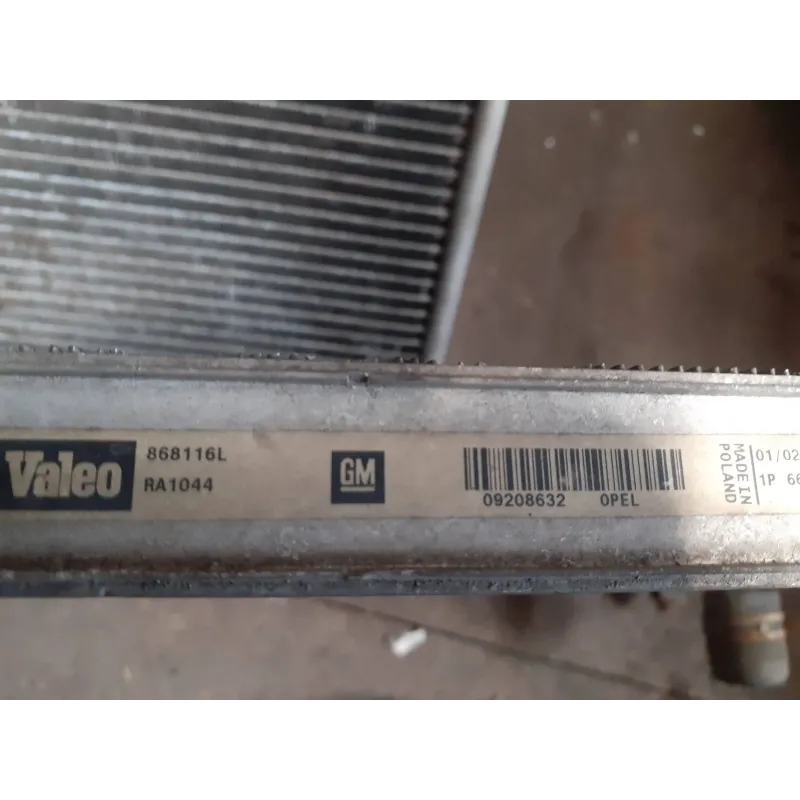 Valeo
868116L
RA1044
GM
09208632 OPEL
MADE IN
POLAND
01/02
1P 66